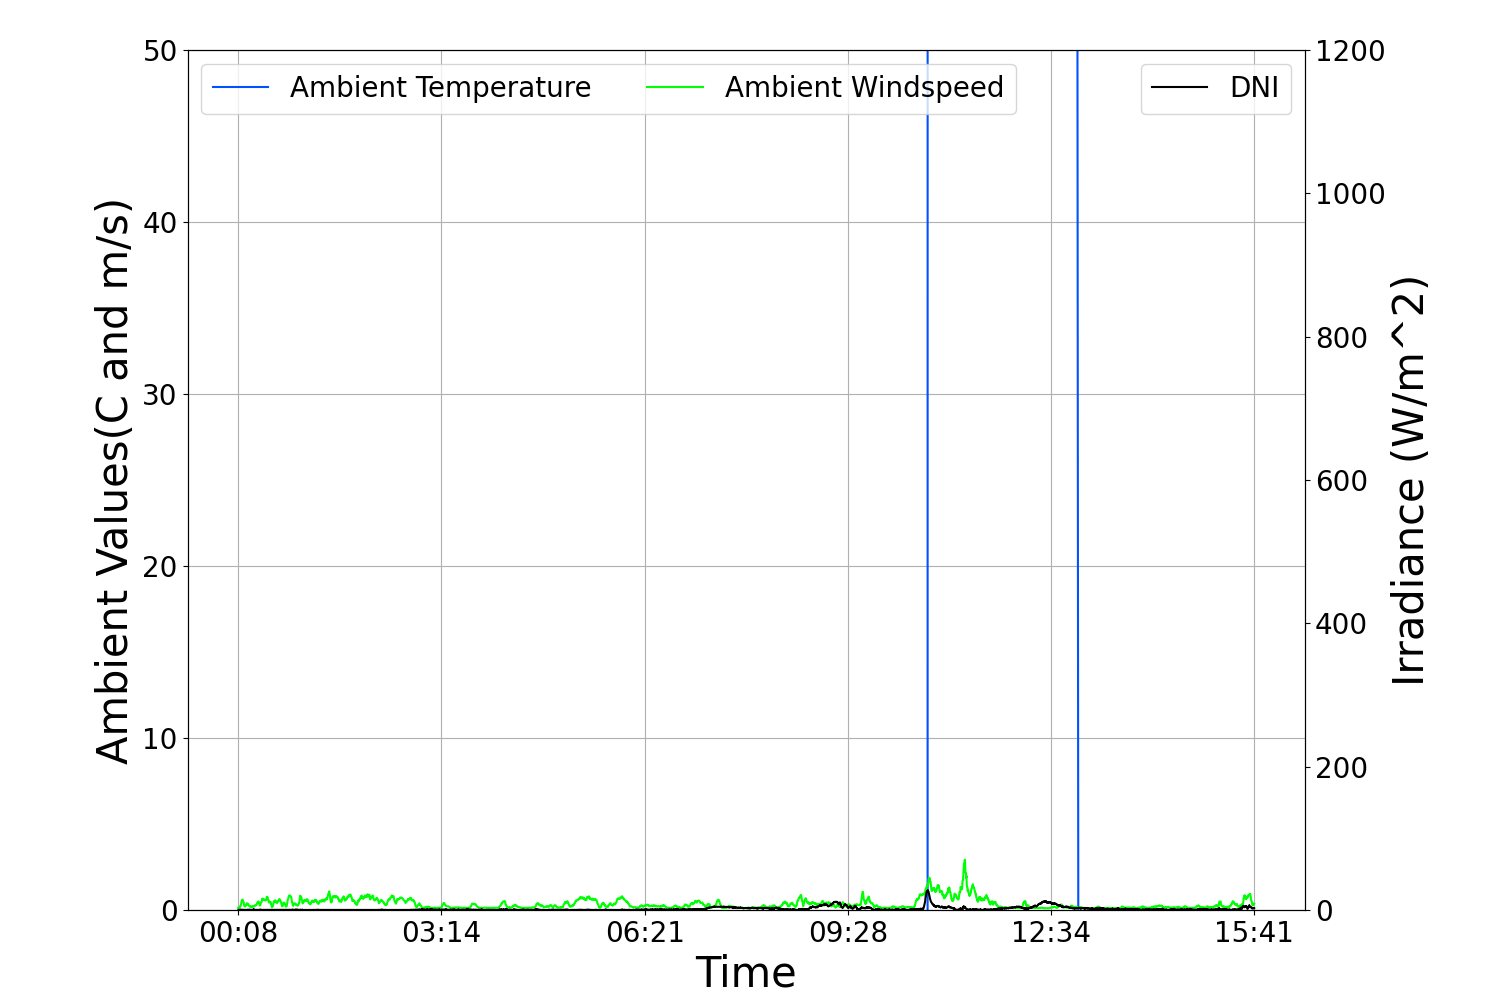 Ambient Temperature Ambient Windspeed DNI
50
40
30
20
10
0
Ambient Values(C and m/s)
1200
1000
800
600
400
200
0
Irradiance (W/m^2)
00:08 03:14 06:21 09:28 12:34 15:41
Time